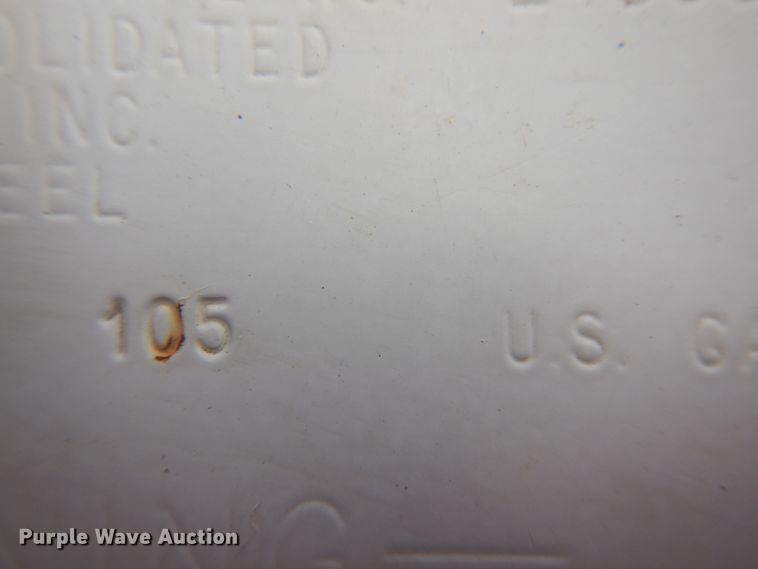 OLIDATED
INC.
EEL
105 U.S. GA
Purple Wave Auction